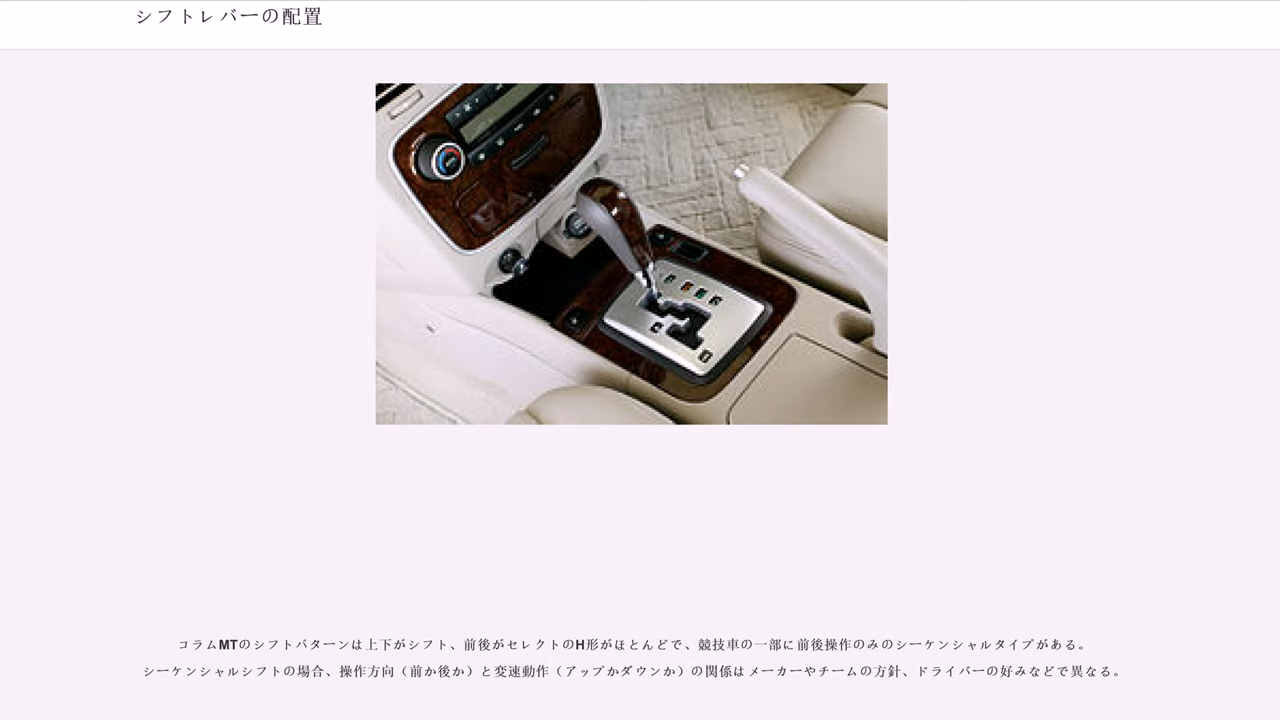 シフトレバーの配置
コラムMTのシフトパターンは上下がシフト、前後がセレクトのH形がほとんどで、競技車の一部に前後操作のみのシーケンシャルタイプがある。
シーケンシャルシフトの場合、操作方向（前か後か）と変速動作（アップかダウンか）の関係はメーカーやチームの方針、ドライバーの好みなどで異なる。